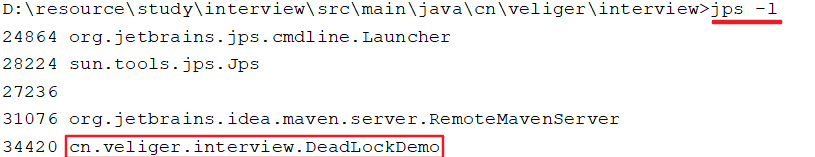 D:\resource\study\interview\src\main\java\cn\veliger\interview>jps -l
24864 org.jetbrains.jps.cmdline.Launcher
28224 sun.tools.jps.Jps
27236
31076 org.jetbrains.idea.maven.server.RemoteMavenServer
34420 cn.veliger.interview.DeadLockDemo